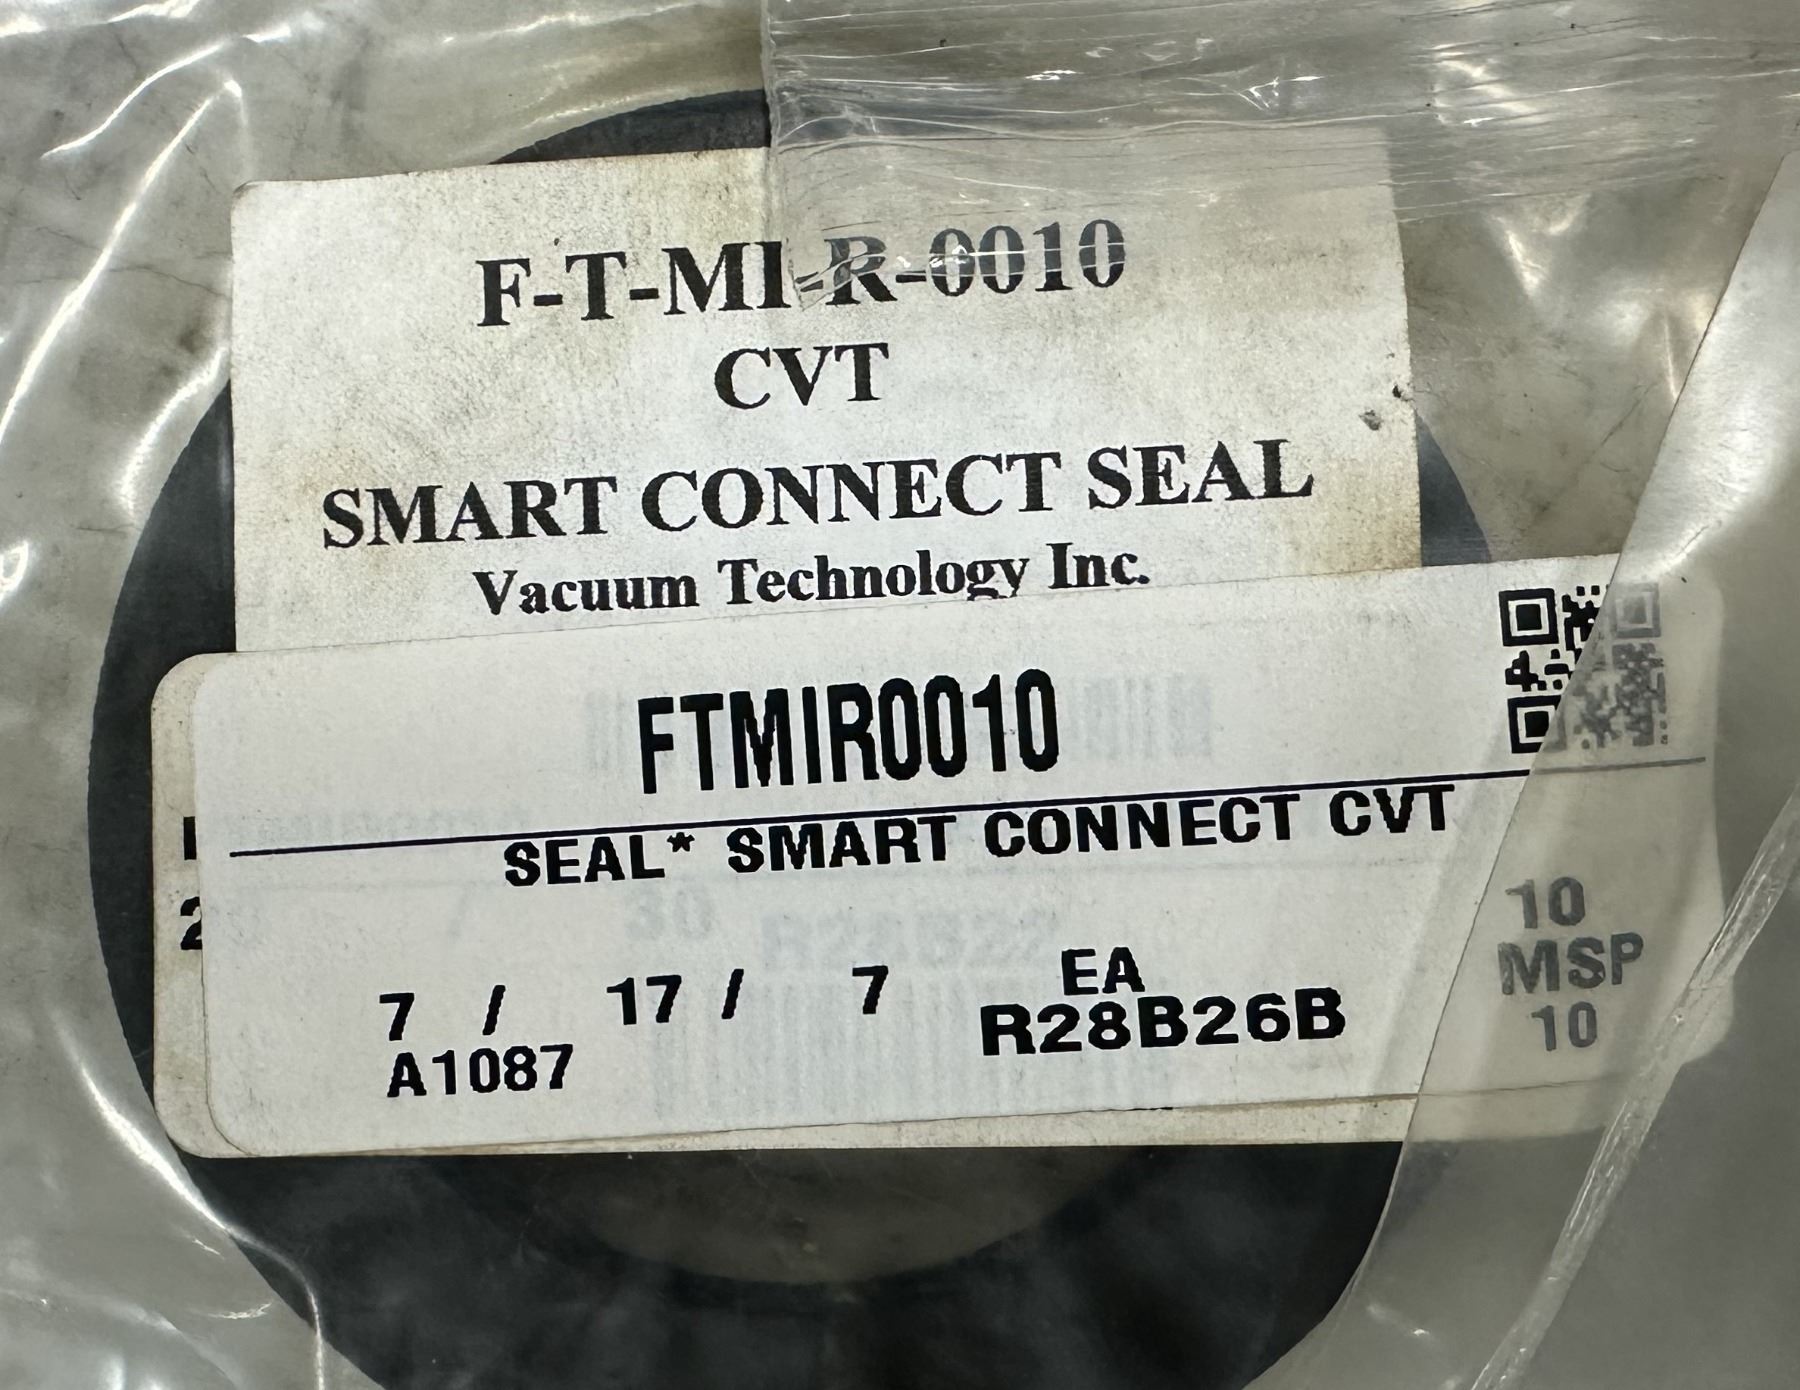 F-T-MI-R-0010
CVT
SMART CONNECT SEAL
Vacuum Technology Inc.
FTMIR0010
SEAL* SMART CONNECT CVT
7 / 17 / 7 EA 10
A1087 R28B26B MSP
10